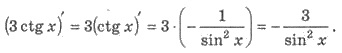 (3 ctg x)′ = 3(ctg x)′ = 3 · (−1/sin² x) = −3/sin² x.